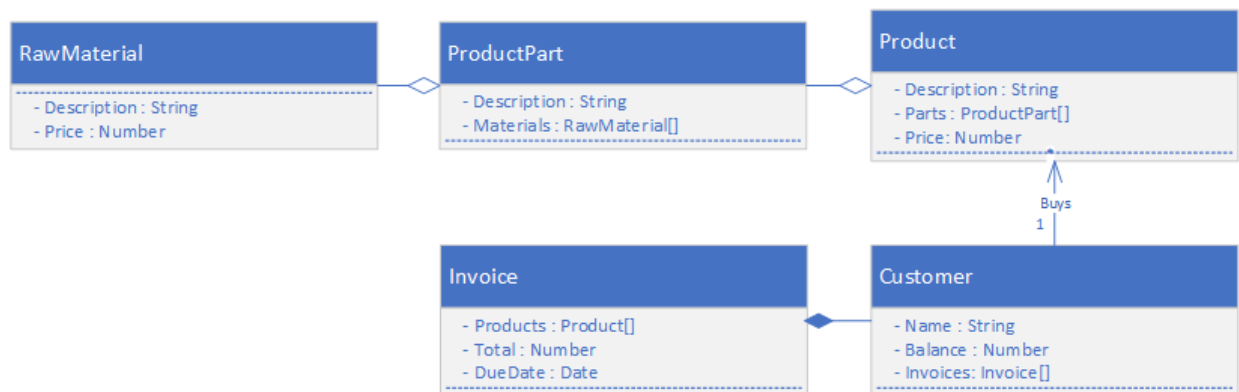 RawMaterial
- Description : String
- Price : Number
ProductPart
- Description : String
- Materials : RawMaterial[]
Product
- Description : String
- Parts : ProductPart[]
- Price: Number
Buys
1
Invoice
- Products : Product[]
- Total : Number
- DueDate : Date
Customer
- Name : String
- Balance : Number
- Invoices: Invoice[]